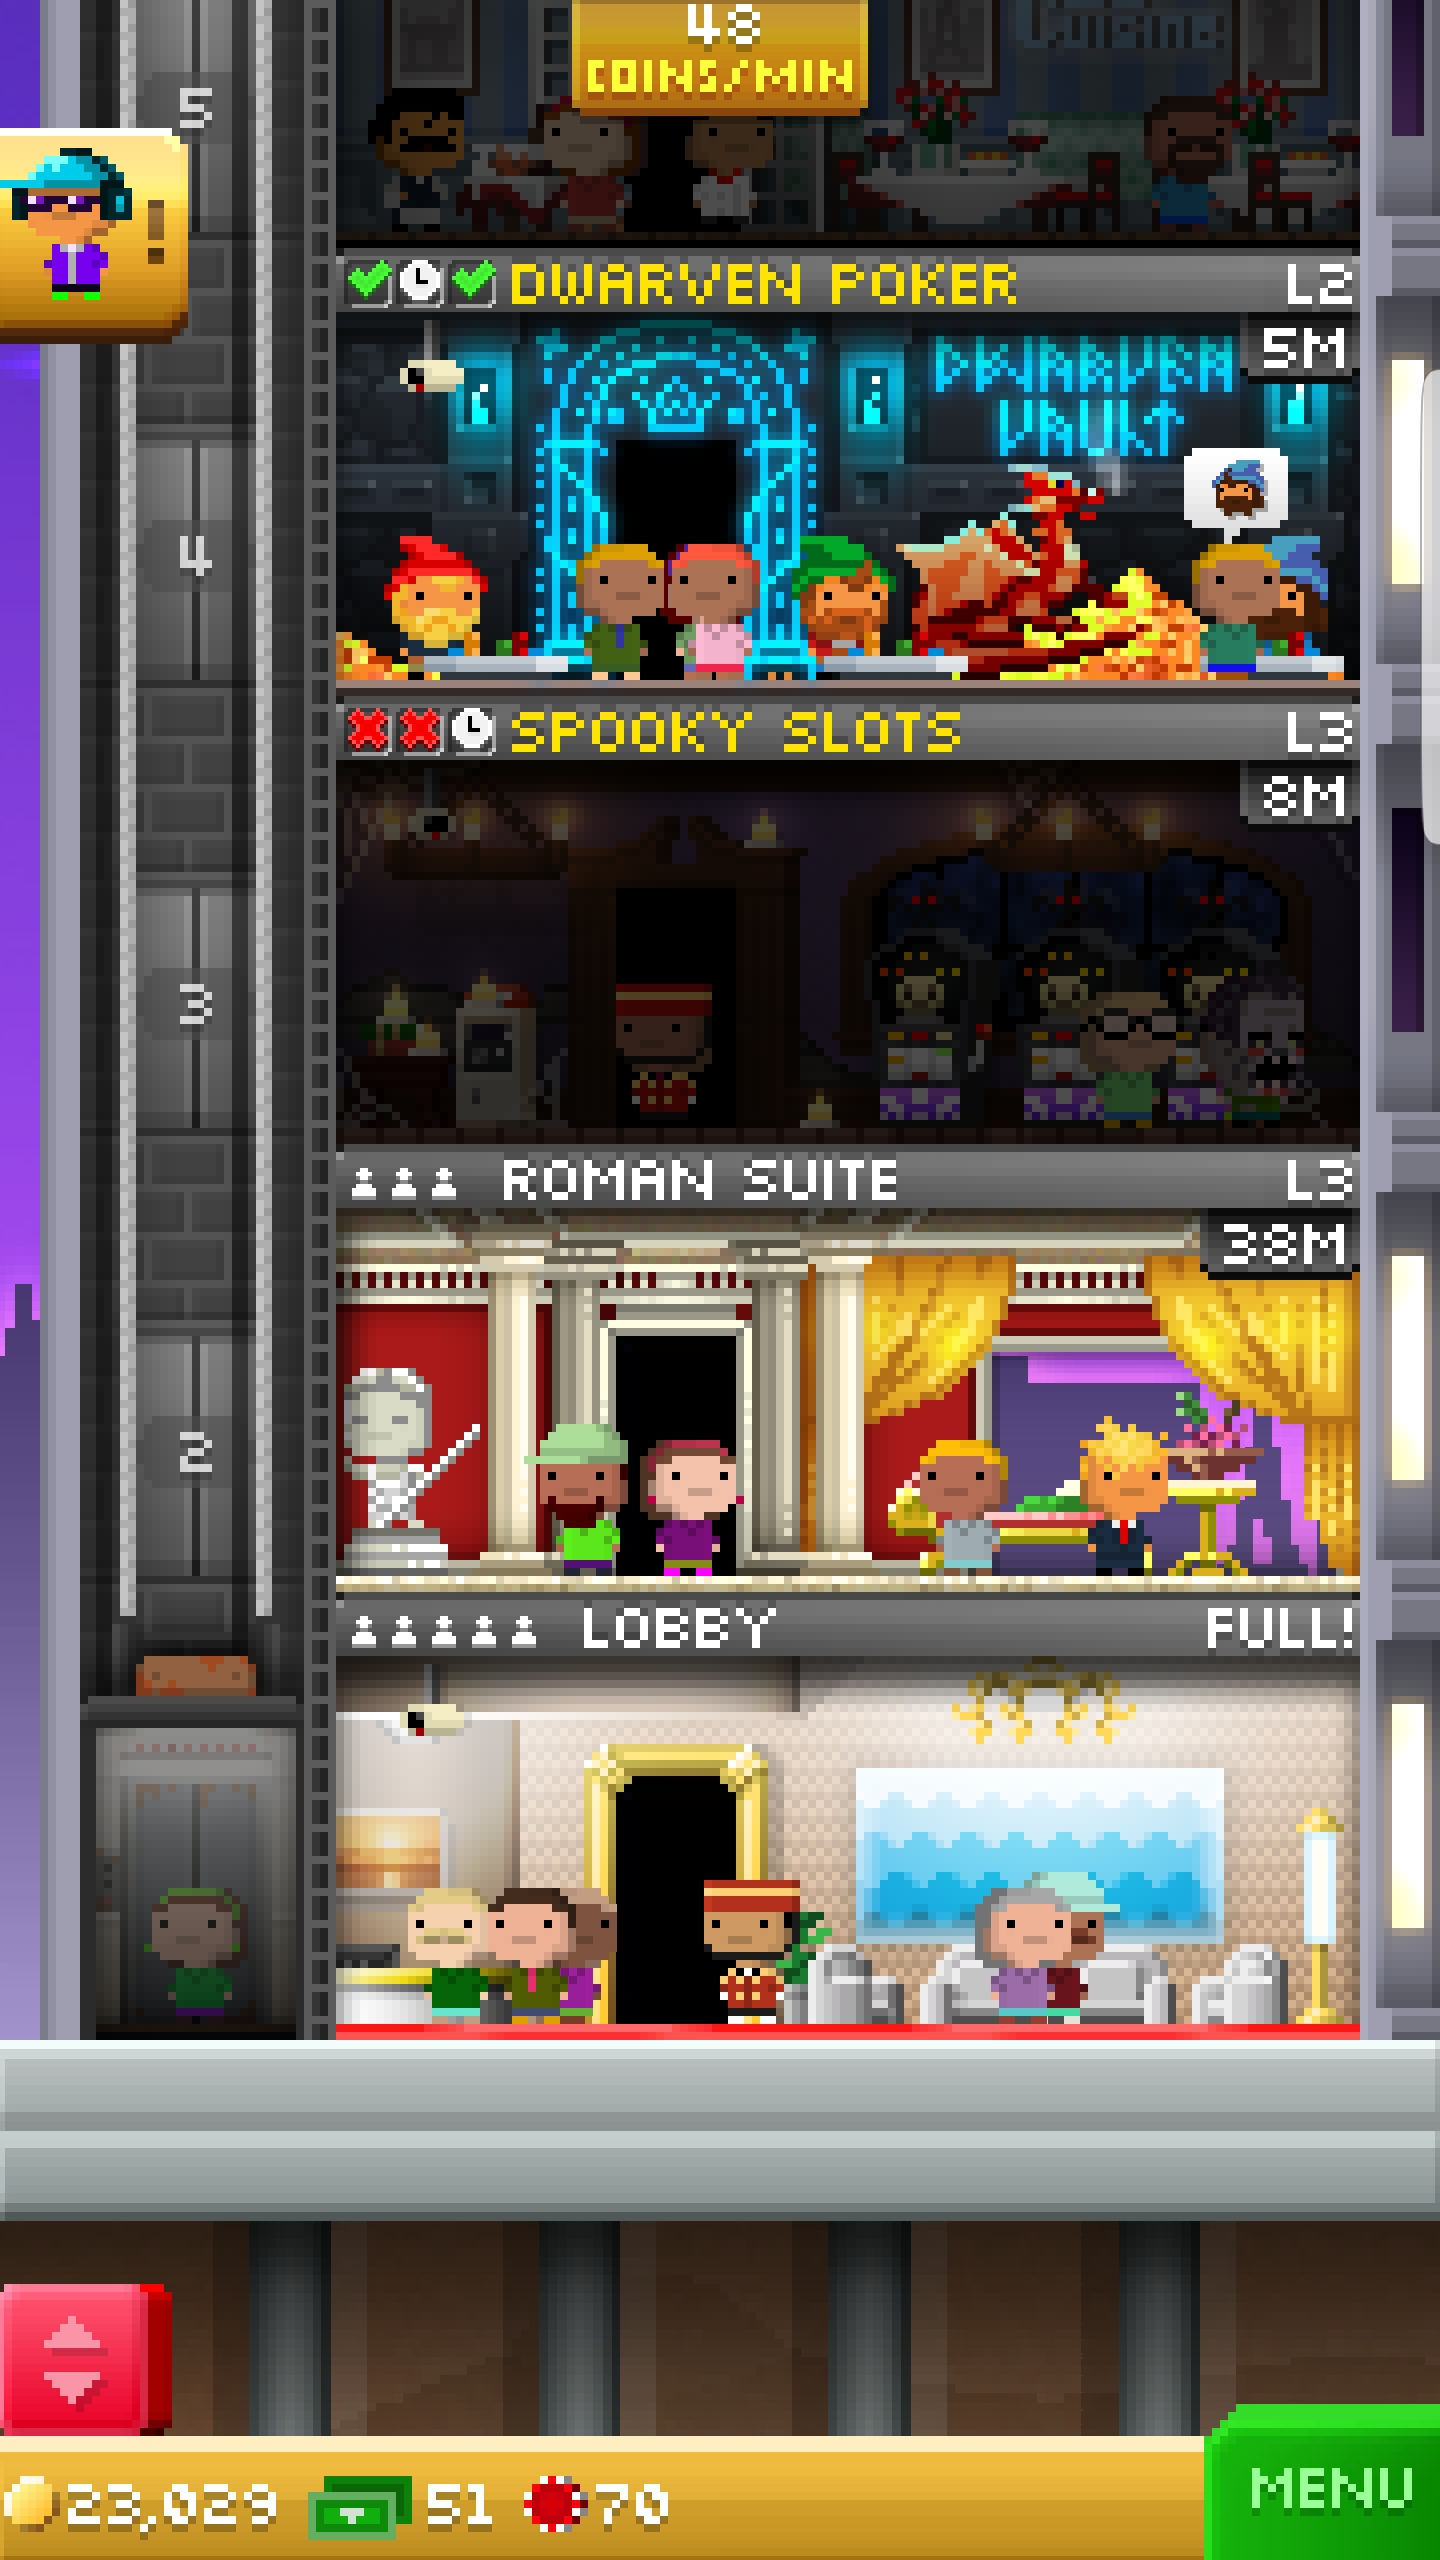 Cuisine
48
COINS/MIN
5
!
DWARVEN POKER L2
5M
DWARVEN
VAULT
4
SPOOKY SLOTS L3
8M
3
ROMAN SUITE L3
38M
2
LOBBY FULL!
23,029 51 70
MENU